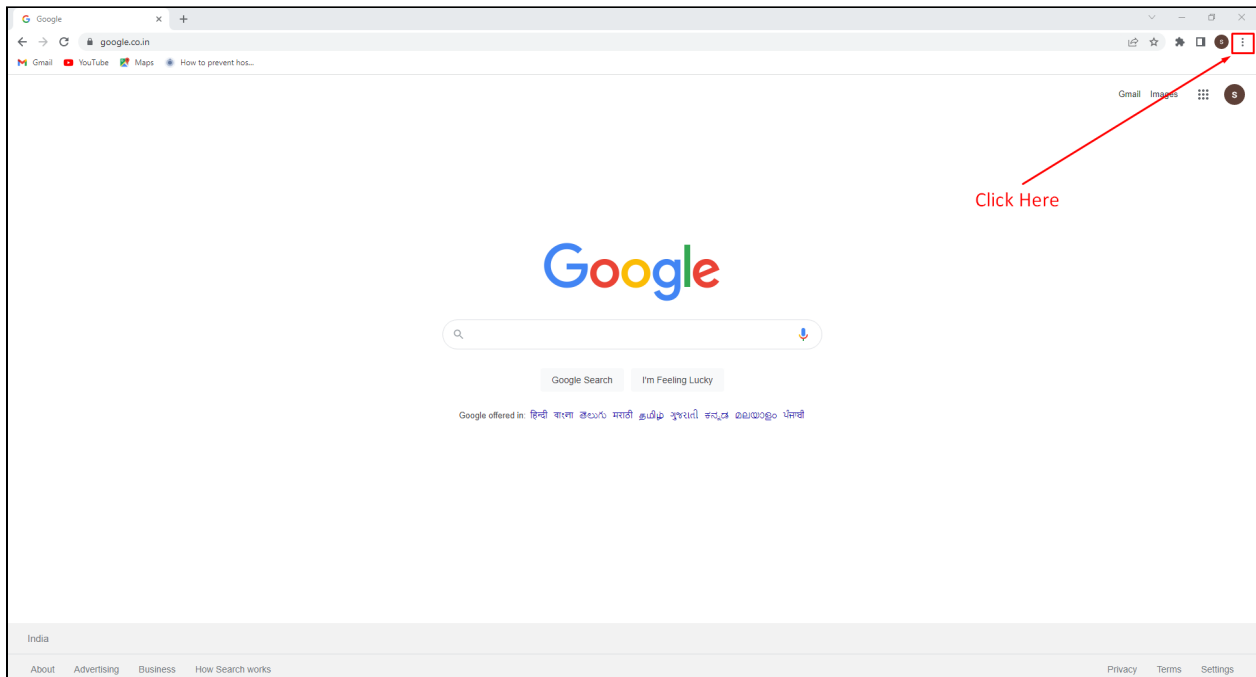 Google
google.co.in
Gmail YouTube Maps How to prevent hos...
Gmail Images S
Click Here
Google
Google Search I'm Feeling Lucky
Google offered in: हिन्दी বাংলা తెలుగు मराठी தமிழ் ગુજરાતી ಕನ್ನಡ മലയാളം ਪੰਜਾਬੀ
India
About Advertising Business How Search works Privacy Terms Settings